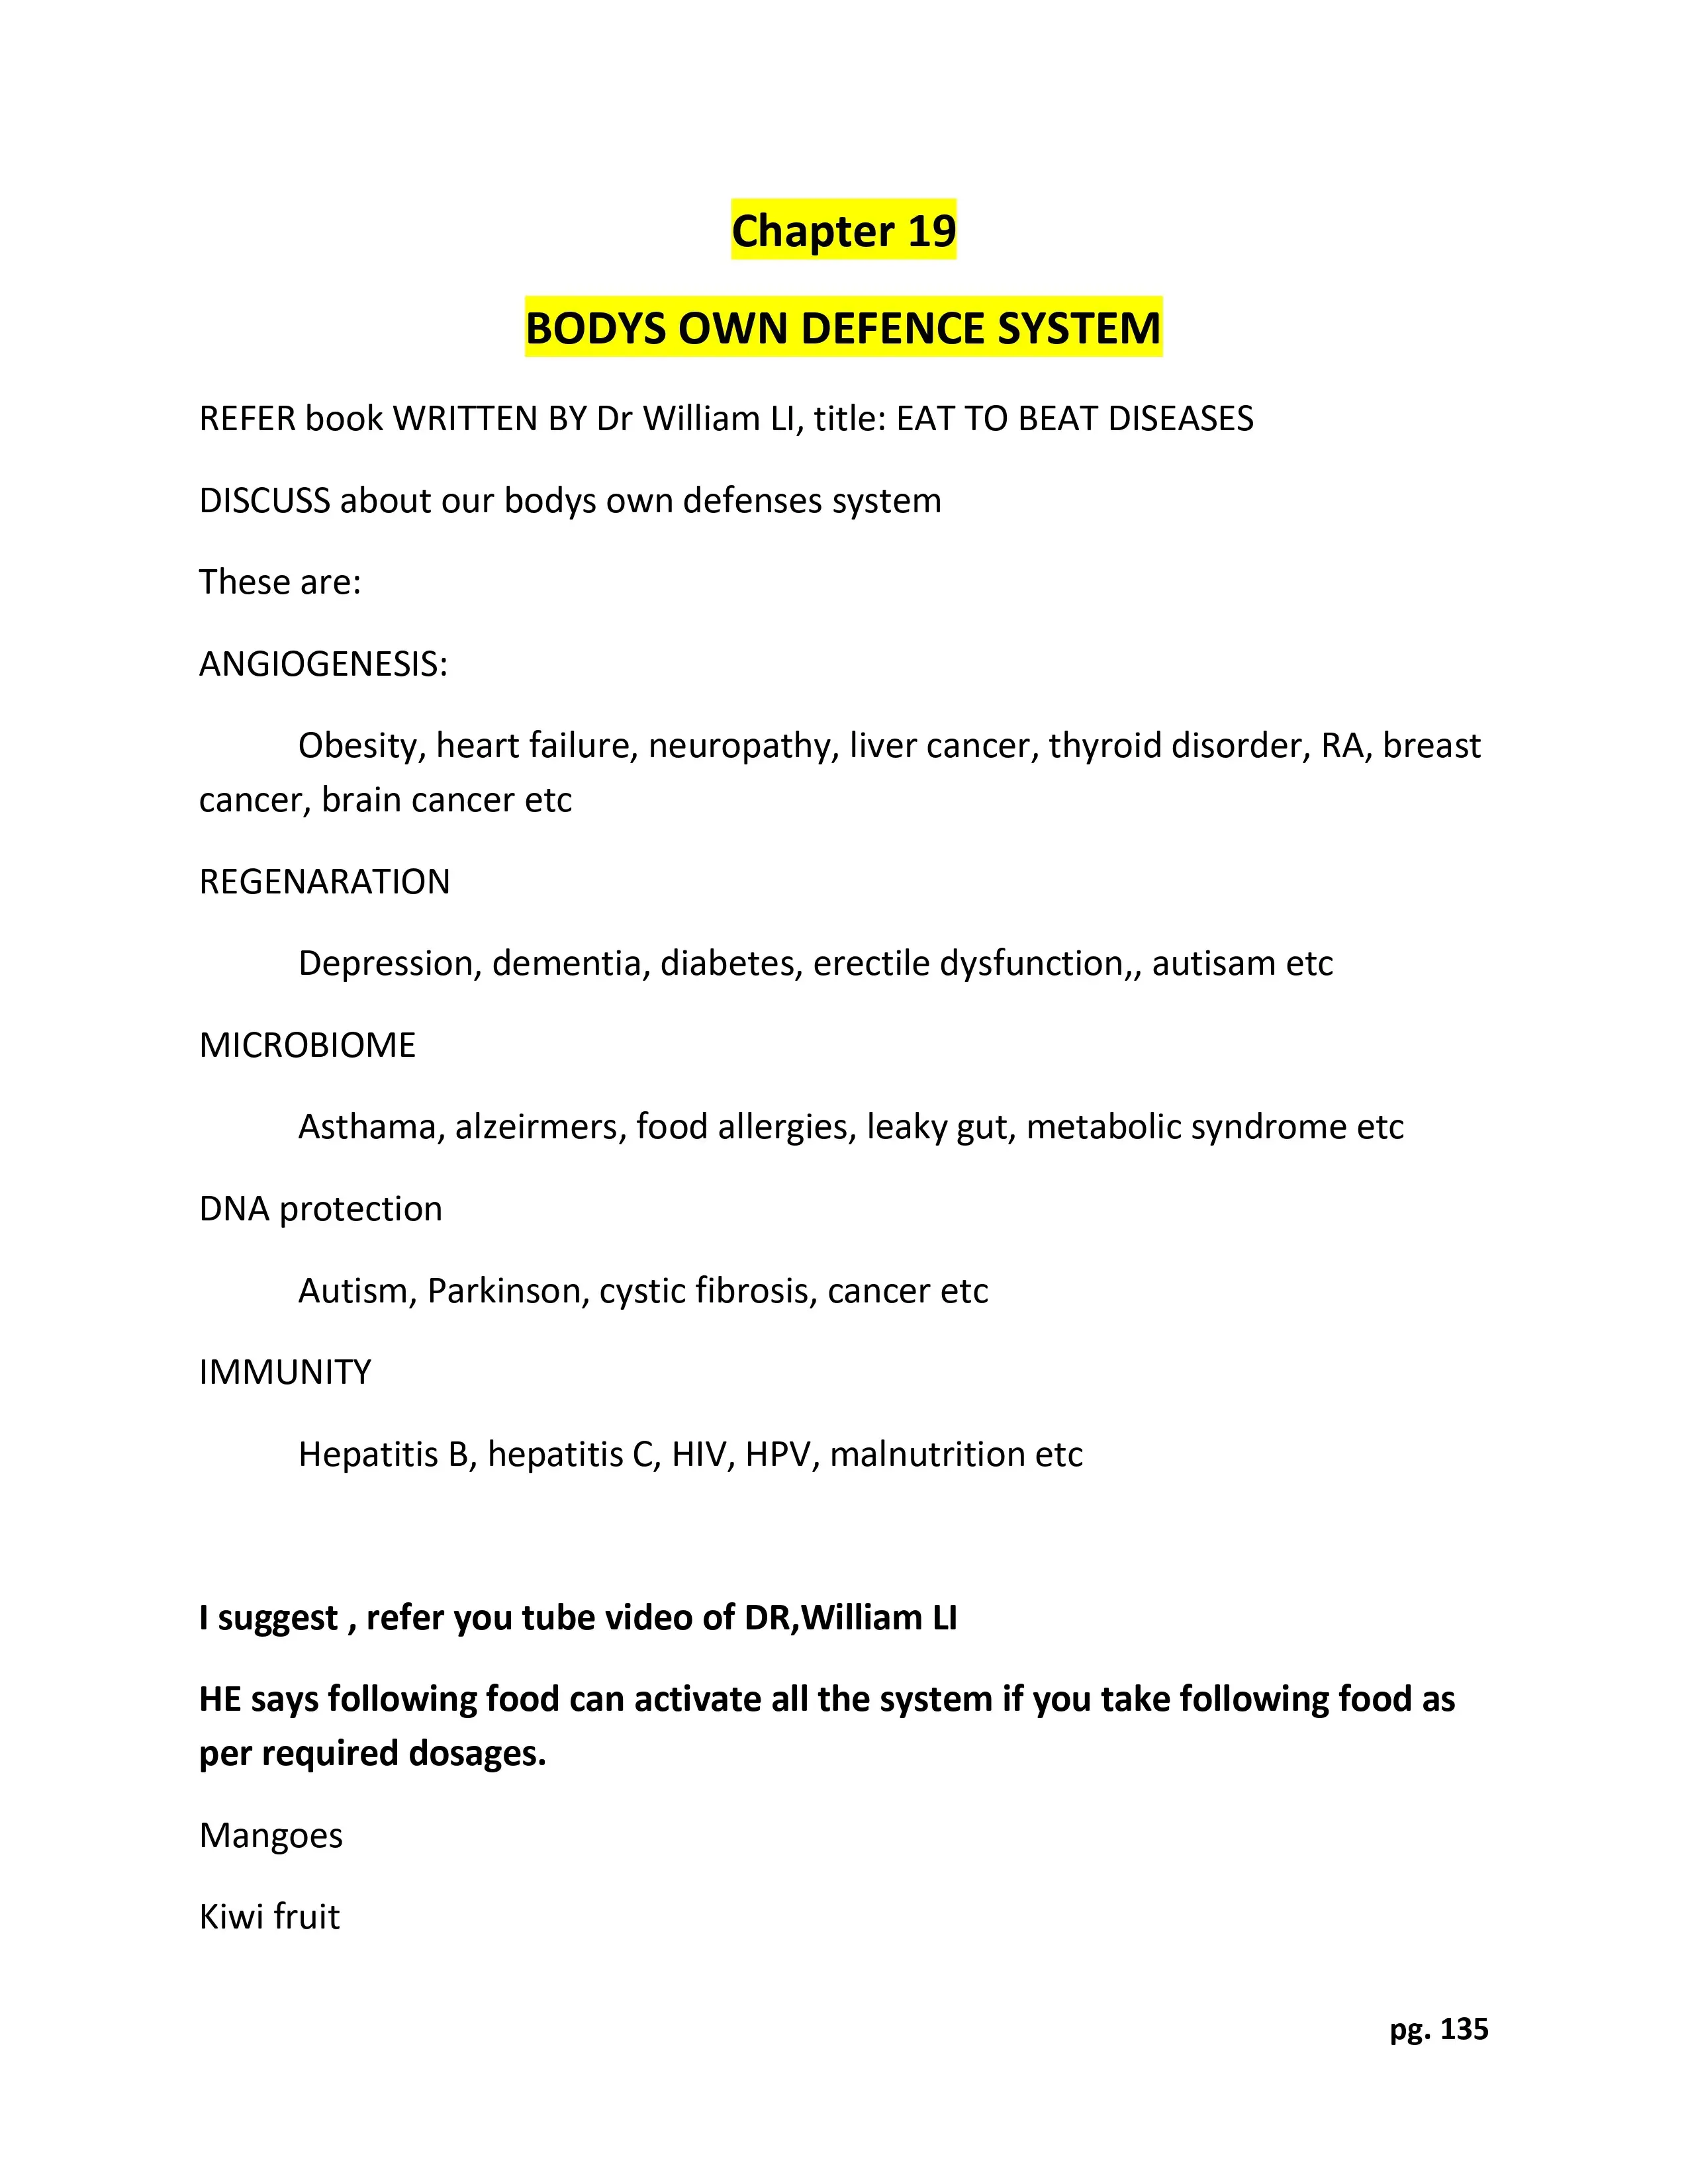 Chapter 19
BODYS OWN DEFENCE SYSTEM
REFER book WRITTEN BY Dr William LI, title: EAT TO BEAT DISEASES
DISCUSS about our bodys own defenses system
These are:
ANGIOGENESIS:
Obesity, heart failure, neuropathy, liver cancer, thyroid disorder, RA, breast
cancer, brain cancer etc
REGENARATION
Depression, dementia, diabetes, erectile dysfunction,, autisam etc
MICROBIOME
Asthama, alzeirmers, food allergies, leaky gut, metabolic syndrome etc
DNA protection
Autism, Parkinson, cystic fibrosis, cancer etc
IMMUNITY
Hepatitis B, hepatitis C, HIV, HPV, malnutrition etc
I suggest , refer you tube video of DR,William LI
HE says following food can activate all the system if you take following food as
per required dosages.
Mangoes
Kiwi fruit
pg. 135